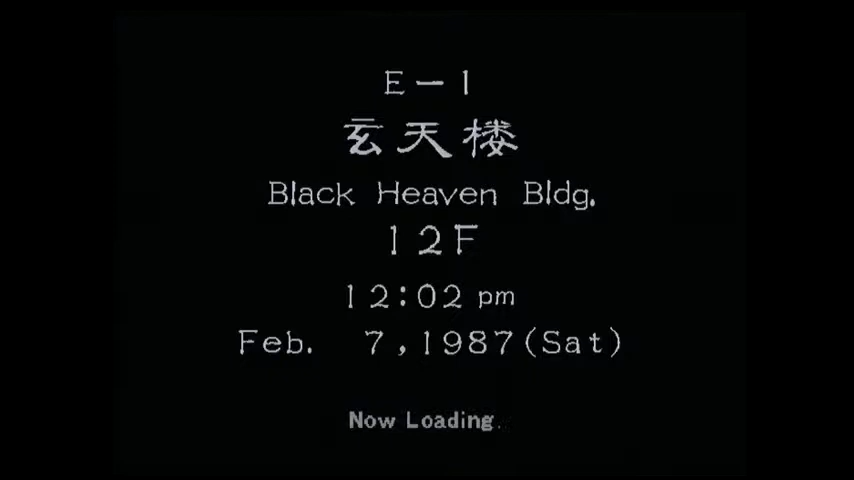 E-1
玄天楼
Black Heaven Bldg.
12F
12:02 pm
Feb. 7,1987(Sat)
Now Loading..